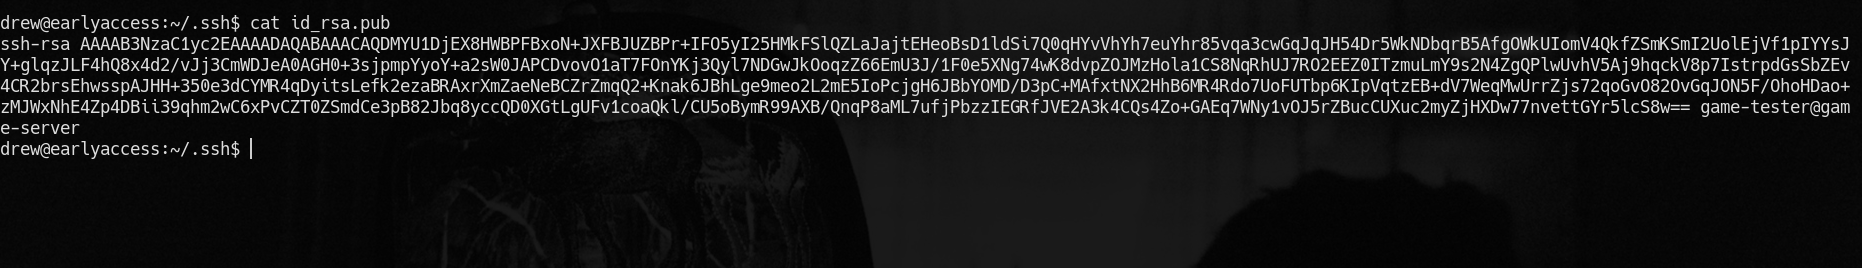 drew@earlyaccess:~/.ssh$ cat id_rsa.pub
ssh-rsa AAAAB3NzaC1yc2EAAAADAQABAAACAQDMYU1DjEX8HWBPFBxoN+JXFBJUZBPr+IFO5yI25HMkFSlQZLaJajtEHeoBsD1ldSi7Q0qHYvVhYh7euYhr85vqa3cwGqJqJH54Dr5WkNDbqrB5AfgOWkUIomV4QkfZSmKSmI2UolEjVf1pIYYsJ
Y+glqzJLF4hQ8x4d2/vJj3CmWDJeA0AGH0+3sjpmpYyoY+a2sW0JAPCDvovO1aT7FOnYKj3Qyl7NDGwJkOoqzZ66EmU3J/1F0e5XNg74wK8dvpZOJMzHola1CS8NqRhUJ7RO2EEZ0ITzmuLmY9s2N4ZgQPlwUvhV5Aj9hqckV8p7IstrpdGsSbZEv
4CR2brsEhwsspAJHH+350e3dCYMR4qDyitsLefk2ezaBRAxrXmZaeNeBCZrZmqQ2+Knak6JBhLge9meo2L2mE5IoPcjgH6JBbYOMD/D3pC+MAfxtNX2HhB6MR4Rdo7UoFUTbp6KIpVqtzEB+dV7WeqMwUrrZjs72qoGvO82OvGqJON5F/OhoHDao+
zMJWxNhE4Zp4DBii39qhm2wC6xPvCZT0ZSmdCe3pB82Jbq8yccQD0XGtLgUFv1coaQkl/CU5oBymR99AXB/QnqP8aML7ufjPbzzIEGRfJVE2A3k4CQs4Zo+GAEq7WNy1vOJ5rZBucCUXuc2myZjHXDw77nvettGYr5lcS8w== game-tester@gam
e-server
drew@earlyaccess:~/.ssh$